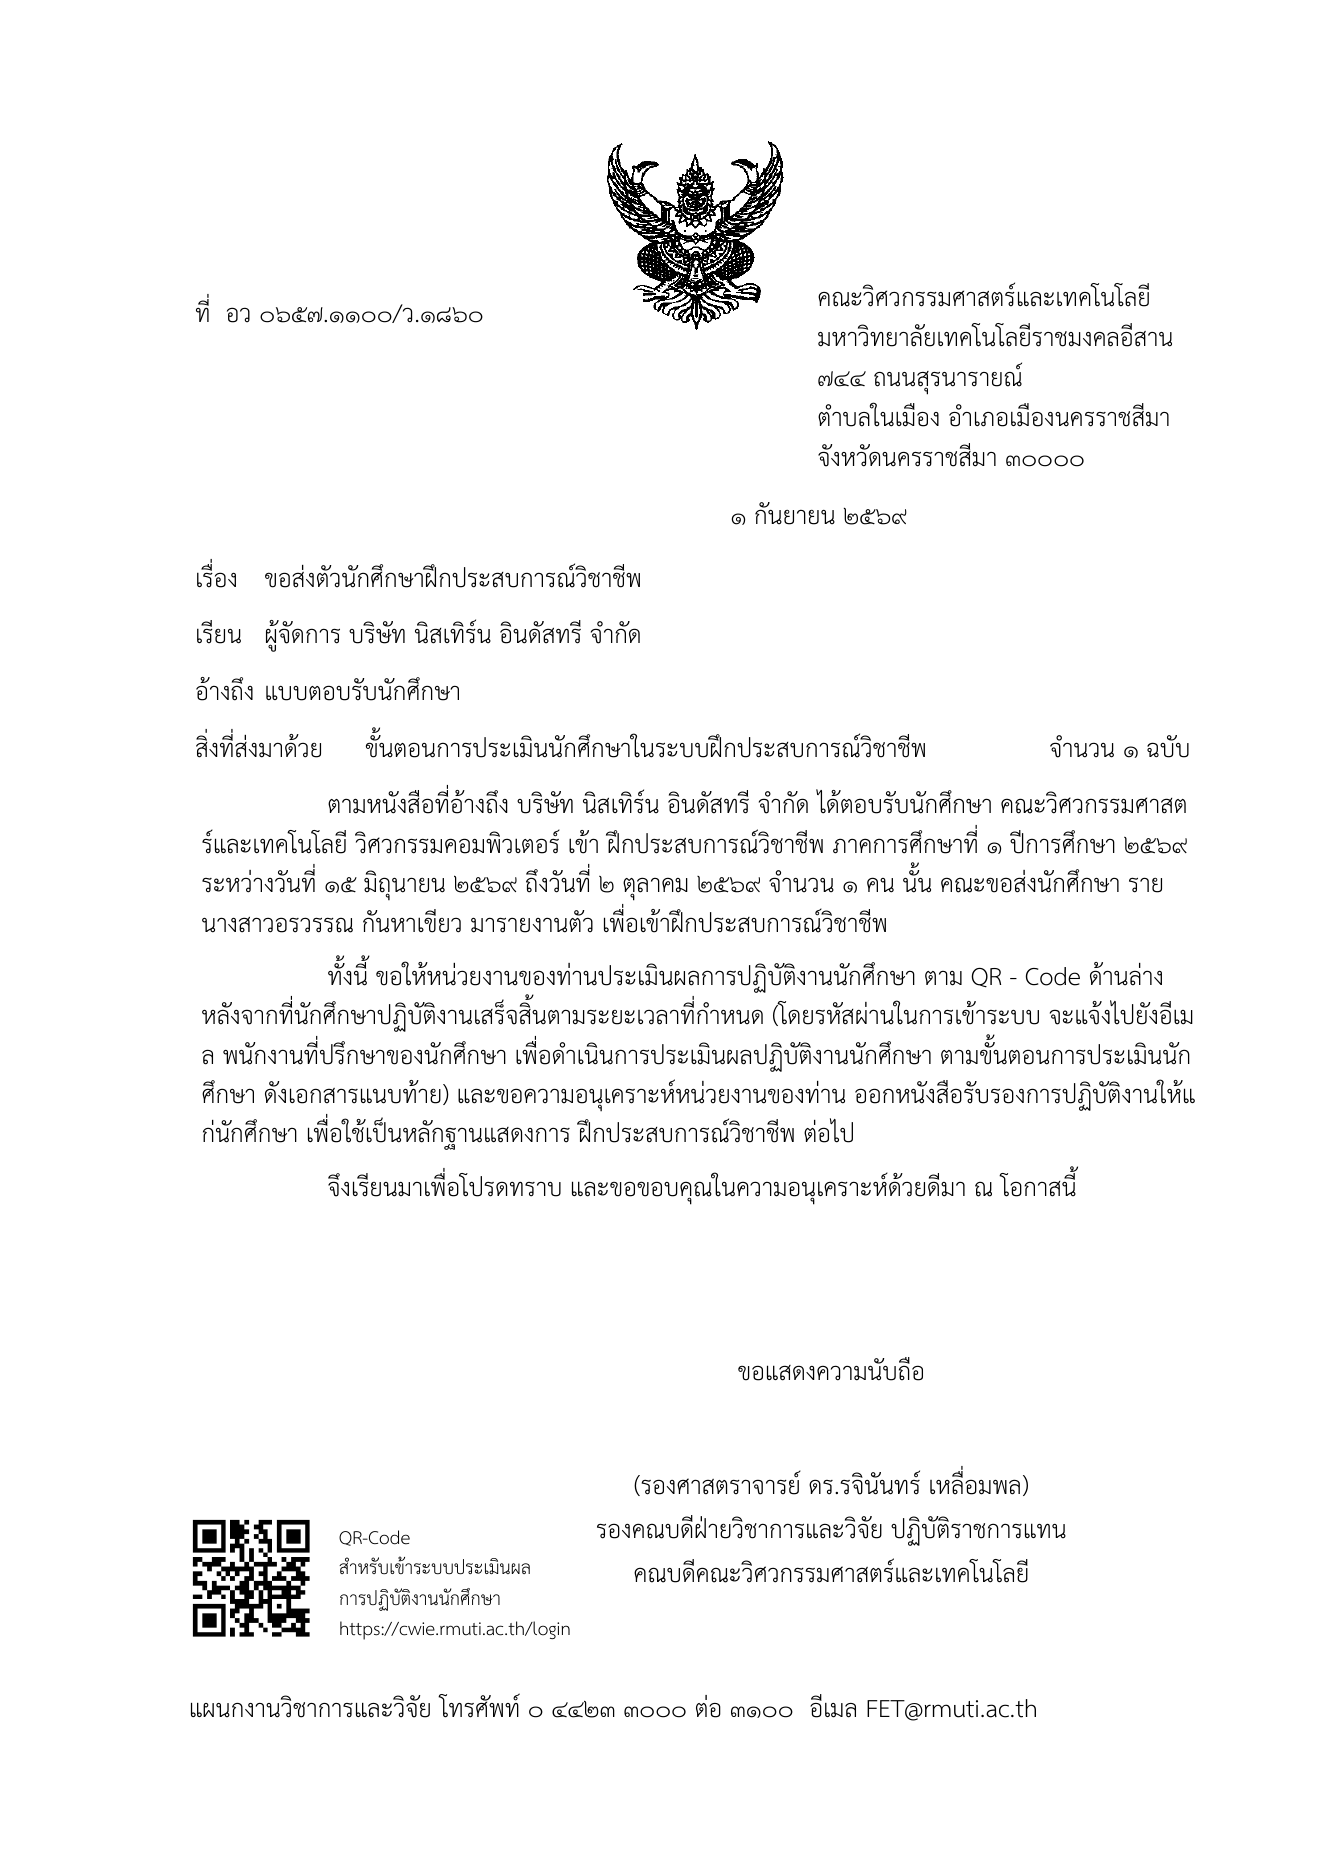 ที่ อว ๐๖๕๗.๑๑๐๐/ว.๑๘๖๐
คณะวิศวกรรมศาสตร์และเทคโนโลยี
มหาวิทยาลัยเทคโนโลยีราชมงคลอีสาน
๗๔๔ ถนนสุรนารายณ์
ตำบลในเมือง อำเภอเมืองนครราชสีมา
จังหวัดนครราชสีมา ๓๐๐๐๐
๑ กันยายน ๒๕๖๙
เรื่อง ขอส่งตัวนักศึกษาฝึกประสบการณ์วิชาชีพ
เรียน ผู้จัดการ บริษัท นิสเทิร์น อินดัสทรี จำกัด
อ้างถึง แบบตอบรับนักศึกษา
สิ่งที่ส่งมาด้วย ขั้นตอนการประเมินนักศึกษาในระบบฝึกประสบการณ์วิชาชีพ จำนวน ๑ ฉบับ
ตามหนังสือที่อ้างถึง บริษัท นิสเทิร์น อินดัสทรี จำกัด ได้ตอบรับนักศึกษา คณะวิศวกรรมศาสต
ร์และเทคโนโลยี วิศวกรรมคอมพิวเตอร์ เข้า ฝึกประสบการณ์วิชาชีพ ภาคการศึกษาที่ ๑ ปีการศึกษา ๒๕๖๙
ระหว่างวันที่ ๑๕ มิถุนายน ๒๕๖๙ ถึงวันที่ ๒ ตุลาคม ๒๕๖๙ จำนวน ๑ คน นั้น คณะขอส่งนักศึกษา ราย
นางสาวอรวรรณ กันหาเขียว มารายงานตัว เพื่อเข้าฝึกประสบการณ์วิชาชีพ
ทั้งนี้ ขอให้หน่วยงานของท่านประเมินผลการปฏิบัติงานนักศึกษา ตาม QR - Code ด้านล่าง
หลังจากที่นักศึกษาปฏิบัติงานเสร็จสิ้นตามระยะเวลาที่กำหนด (โดยรหัสผ่านในการเข้าระบบ จะแจ้งไปยังอีเม
ล พนักงานที่ปรึกษาของนักศึกษา เพื่อดำเนินการประเมินผลปฏิบัติงานนักศึกษา ตามขั้นตอนการประเมินนัก
ศึกษา ดังเอกสารแนบท้าย) และขอความอนุเคราะห์หน่วยงานของท่าน ออกหนังสือรับรองการปฏิบัติงานให้แ
ก่นักศึกษา เพื่อใช้เป็นหลักฐานแสดงการ ฝึกประสบการณ์วิชาชีพ ต่อไป
จึงเรียนมาเพื่อโปรดทราบ และขอขอบคุณในความอนุเคราะห์ด้วยดีมา ณ โอกาสนี้
ขอแสดงความนับถือ
(รองศาสตราจารย์ ดร.รจินันทร์ เหลื่อมพล)
รองคณบดีฝ่ายวิชาการและวิจัย ปฏิบัติราชการแทน
คณบดีคณะวิศวกรรมศาสตร์และเทคโนโลยี
QR-Code
สำหรับเข้าระบบประเมินผล
การปฏิบัติงานนักศึกษา
https://cwie.rmuti.ac.th/login
แผนกงานวิชาการและวิจัย โทรศัพท์ ๐ ๔๔๒๓ ๓๐๐๐ ต่อ ๓๑๐๐ อีเมล FET@rmuti.ac.th